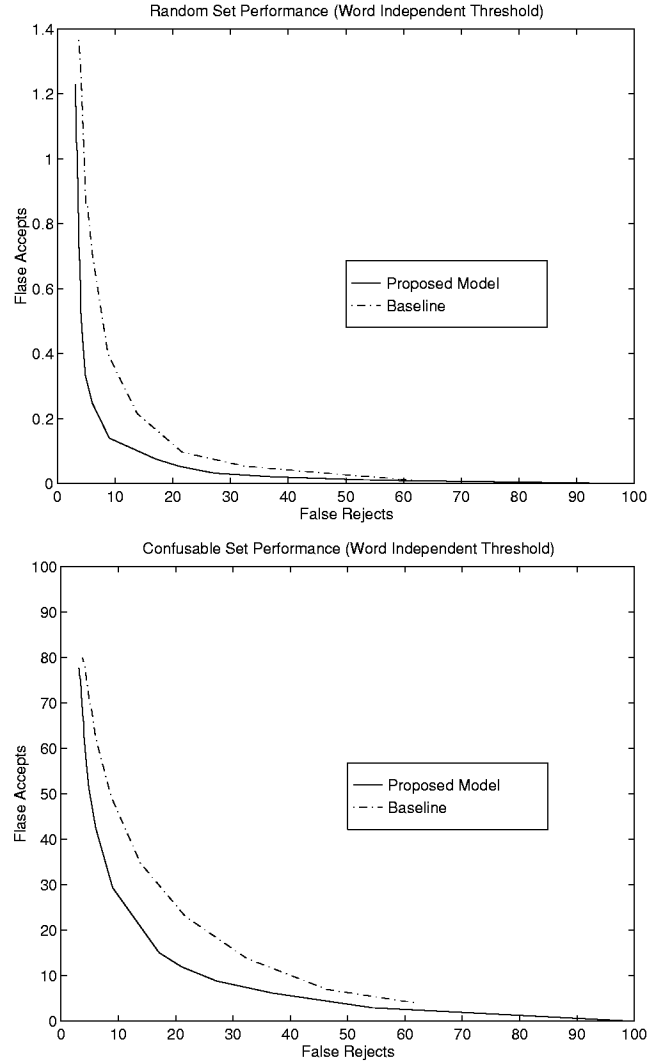 Random Set Performance (Word Independent Threshold)
1.4
1.2
1
0.8
0.6
0.4
0.2
0
Flase Accepts
Proposed Model
Baseline
0 10 20 30 40 50 60 70 80 90 100
False Rejects
Confusable Set Performance (Word Independent Threshold)
100
90
80
70
60
50
40
30
20
10
0
Flase Accepts
Proposed Model
Baseline
0 10 20 30 40 50 60 70 80 90 100
False Rejects